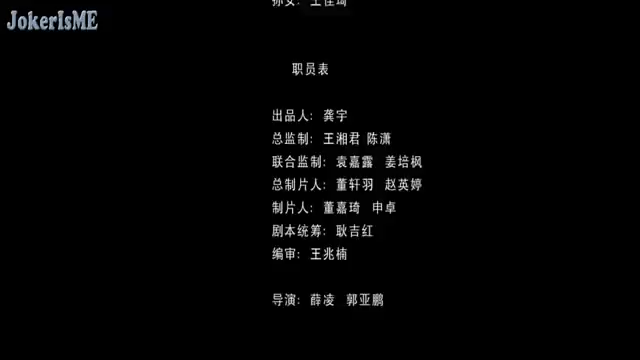 JokerIsME
职员表
出品人：龚宇
总监制：王湘君 陈潇
联合监制：袁嘉露 姜培枫
总制片人：董轩羽 赵英婷
制片人：董嘉琦 申卓
剧本统筹：耿吉红
编审：王兆楠
导演：薛凌 郭亚鹏